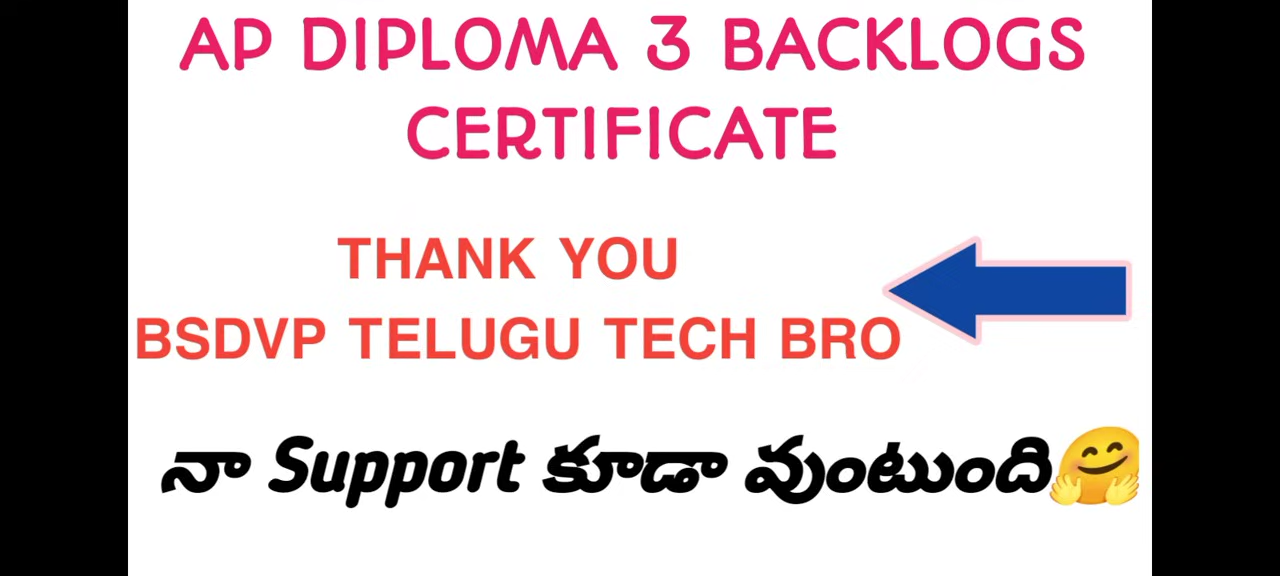 AP DIPLOMA 3 BACKLOGS
CERTIFICATE
THANK YOU
BSDVP TELUGU TECH BRO
నా Support కూడా వుంటుంది🤗